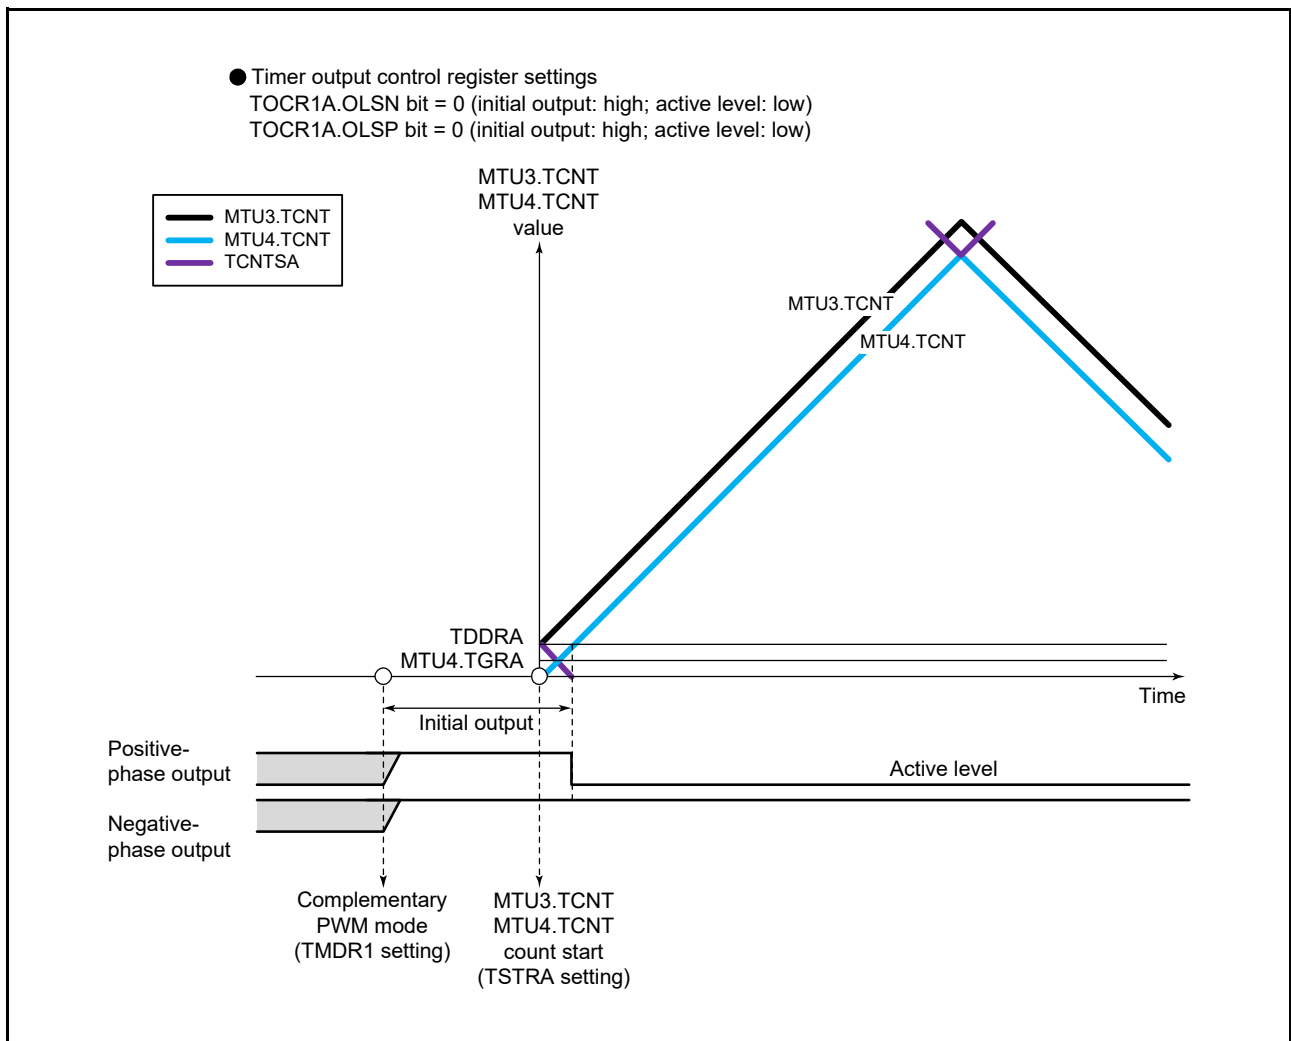 ● Timer output control register settings
TOCR1A.OLSN bit = 0 (initial output: high; active level: low)
TOCR1A.OLSP bit = 0 (initial output: high; active level: low)
MTU3.TCNT
MTU4.TCNT
value
MTU3.TCNT
MTU4.TCNT
TCNTSA
MTU3.TCNT
MTU4.TCNT
TDDRA
MTU4.TGRA
Time
Initial output
Positive-
phase output
Active level
Negative-
phase output
Complementary
PWM mode
(TMDR1 setting)
MTU3.TCNT
MTU4.TCNT
count start
(TSTRA setting)